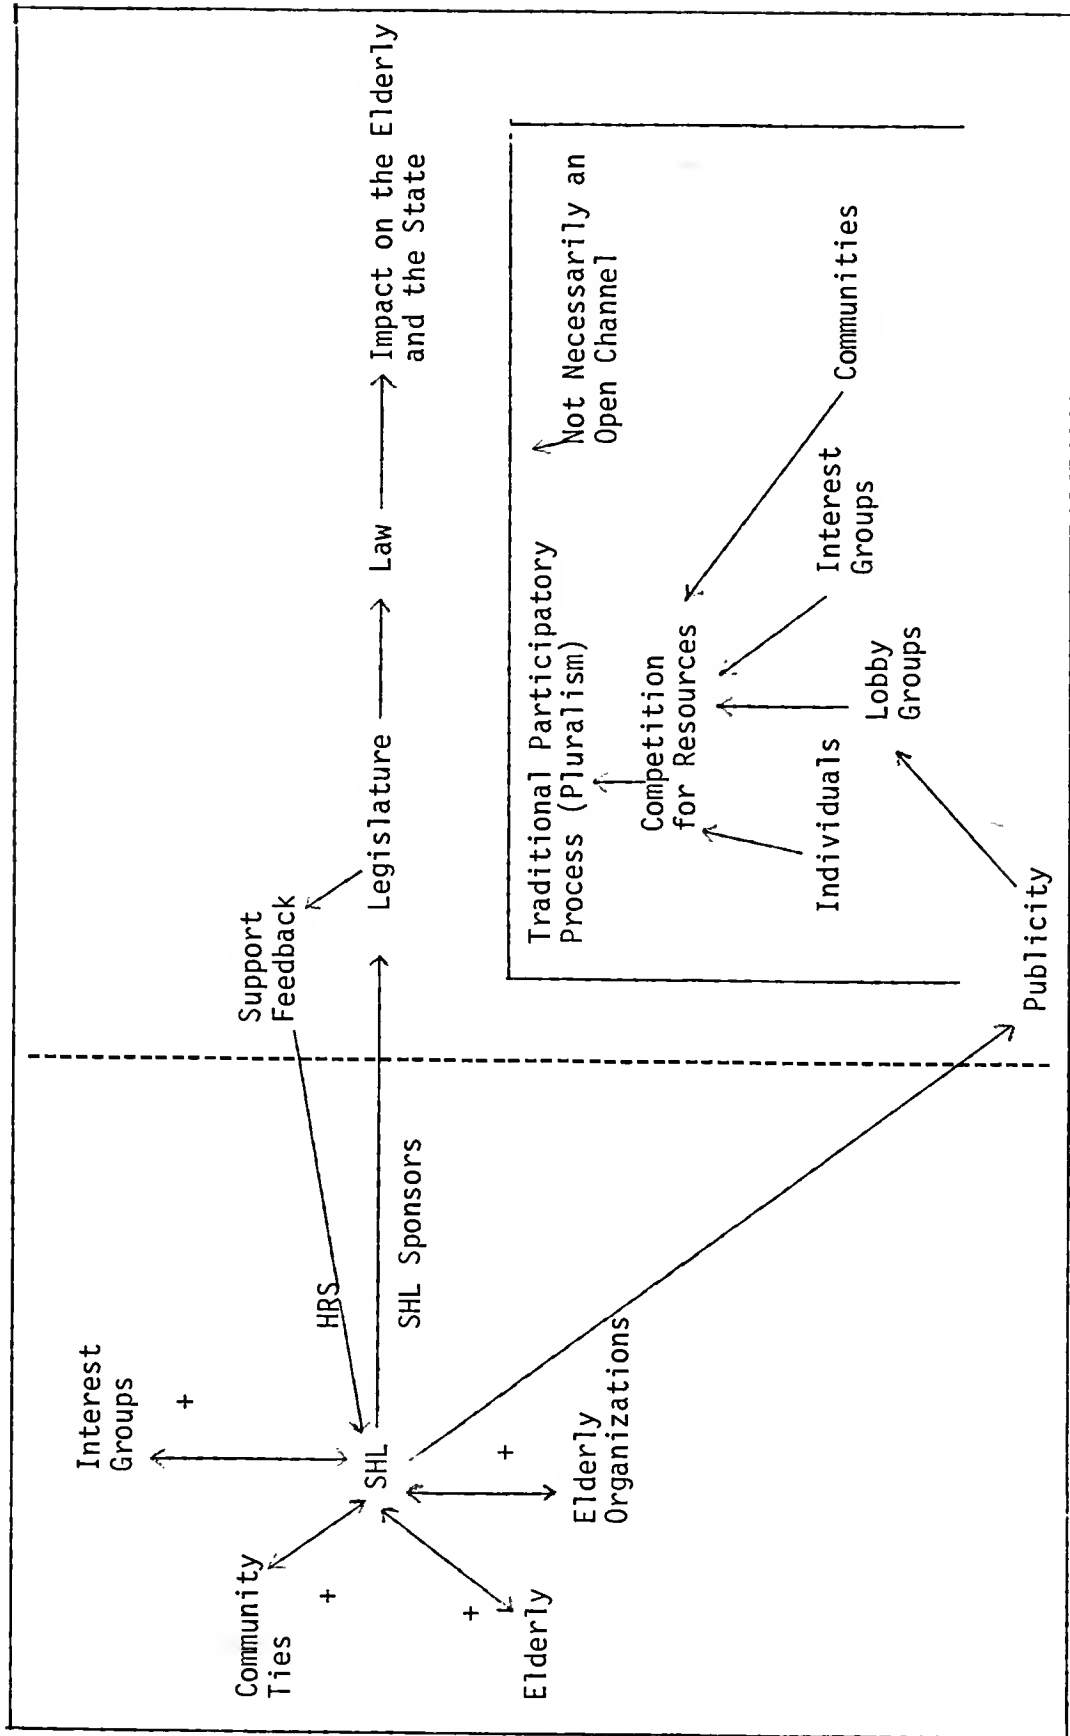 Interest
Groups
+
Community
Ties
+
SHL
+
Elderly
+
Elderly
Organizations
HRS
SHL Sponsors
Support
Feedback
Legislature
Law
Impact on the Elderly
and the State
Traditional Participatory
Process (Pluralism)
Not Necessarily an
Open Channel
Competition
for Resources
Individuals
Lobby
Groups
Interest
Groups
Communities
Publicity